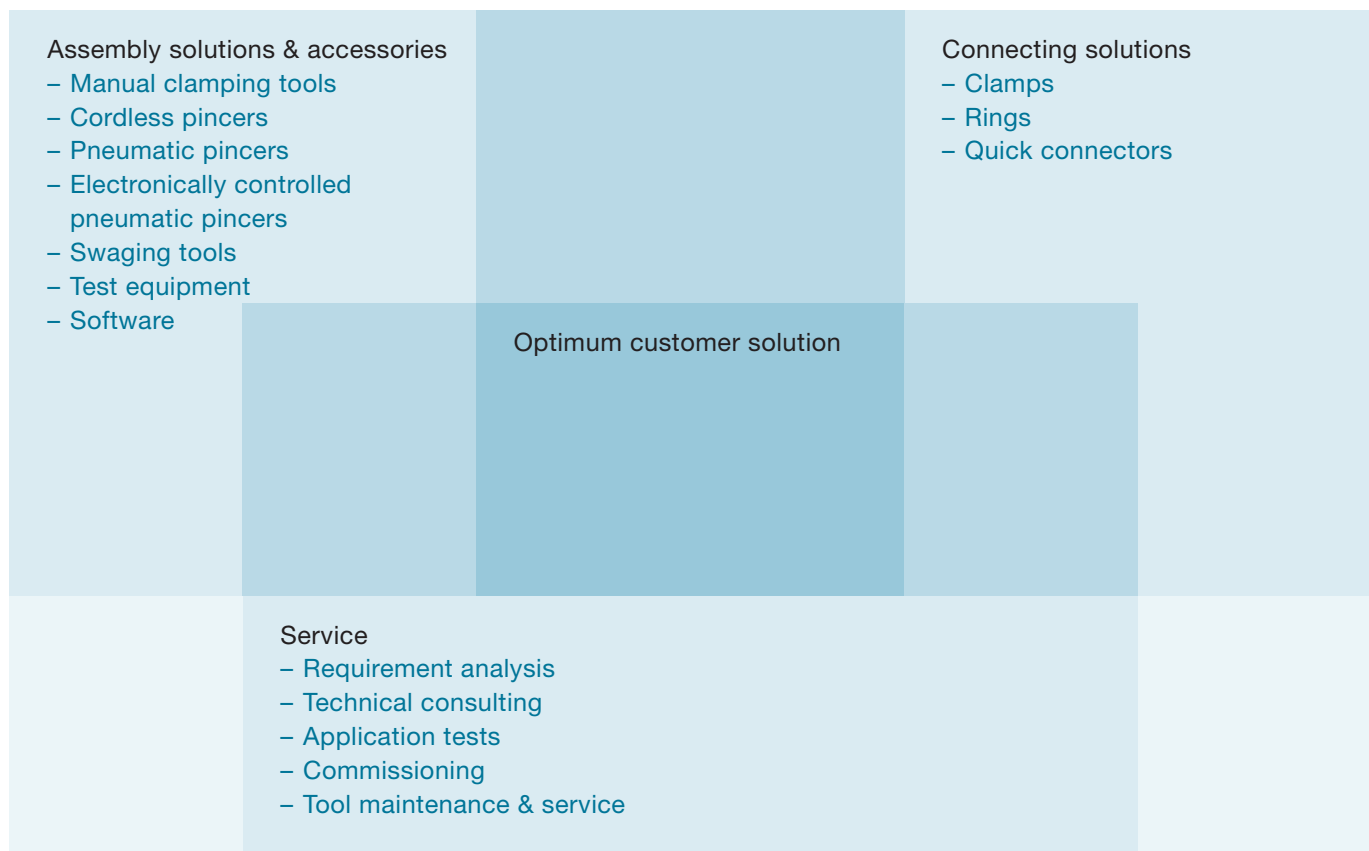 Assembly solutions & accessories
– Manual clamping tools
– Cordless pincers
– Pneumatic pincers
– Electronically controlled
pneumatic pincers
– Swaging tools
– Test equipment
– Software
Connecting solutions
– Clamps
– Rings
– Quick connectors
Optimum customer solution
Service
– Requirement analysis
– Technical consulting
– Application tests
– Commissioning
– Tool maintenance & service